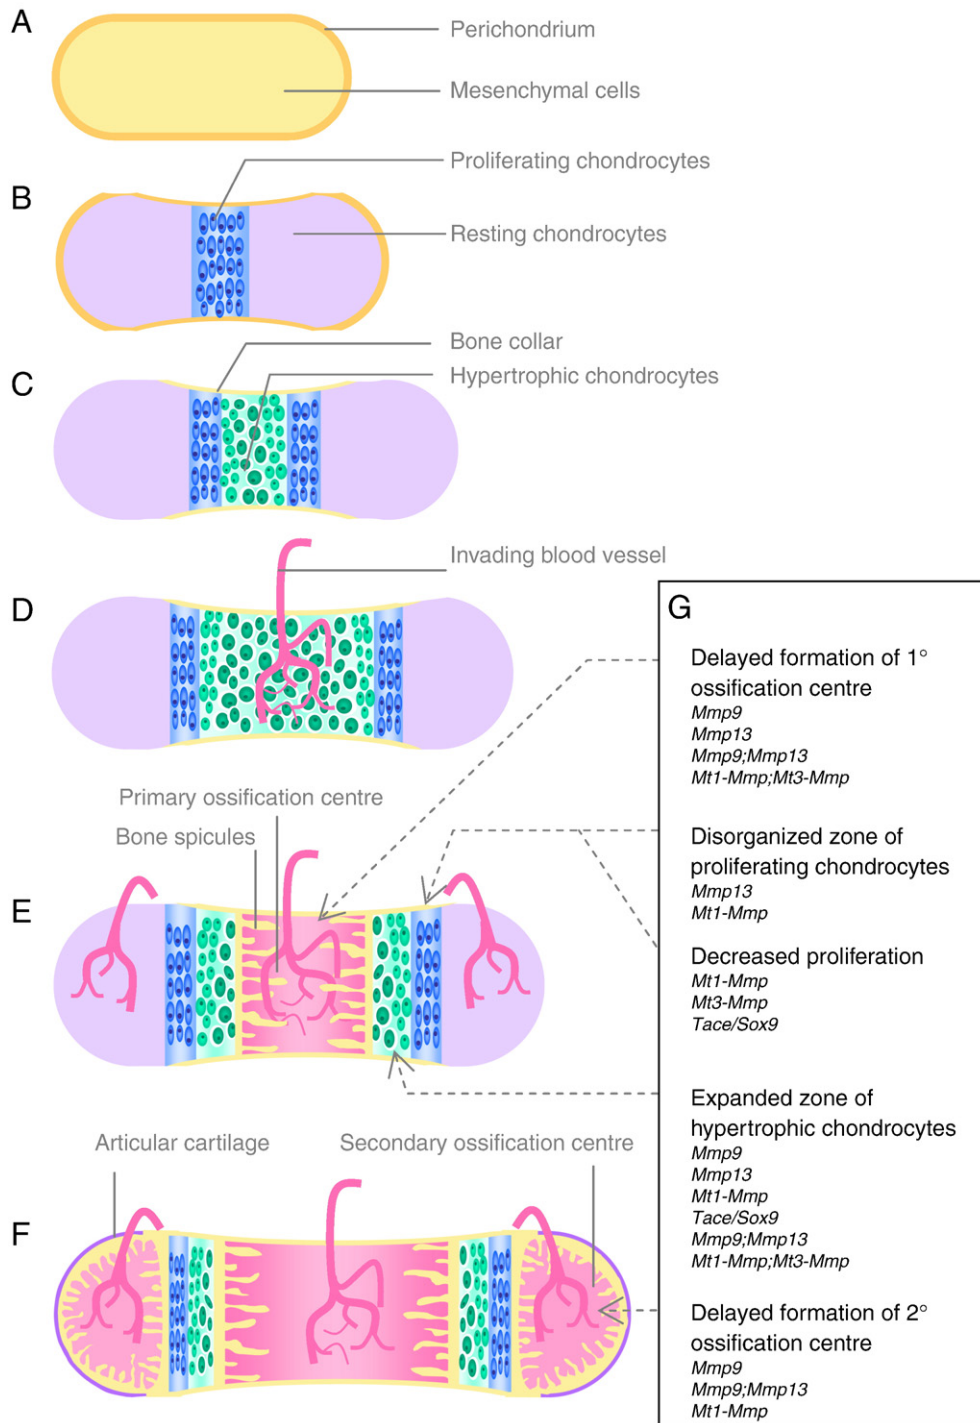 A
Perichondrium
Mesenchymal cells
Proliferating chondrocytes
B
Resting chondrocytes
Bone collar
C
Hypertrophic chondrocytes
Invading blood vessel
D
Primary ossification centre
Bone spicules
E
Articular cartilage
Secondary ossification centre
F
G
Delayed formation of 1°
ossification centre
Mmp9
Mmp13
Mmp9;Mmp13
Mt1-Mmp;Mt3-Mmp
Disorganized zone of
proliferating chondrocytes
Mmp13
Mt1-Mmp
Decreased proliferation
Mt1-Mmp
Mt3-Mmp
Tace/Sox9
Expanded zone of
hypertrophic chondrocytes
Mmp9
Mmp13
Mt1-Mmp
Tace/Sox9
Mmp9;Mmp13
Mt1-Mmp;Mt3-Mmp
Delayed formation of 2°
ossification centre
Mmp9
Mmp9;Mmp13
Mt1-Mmp